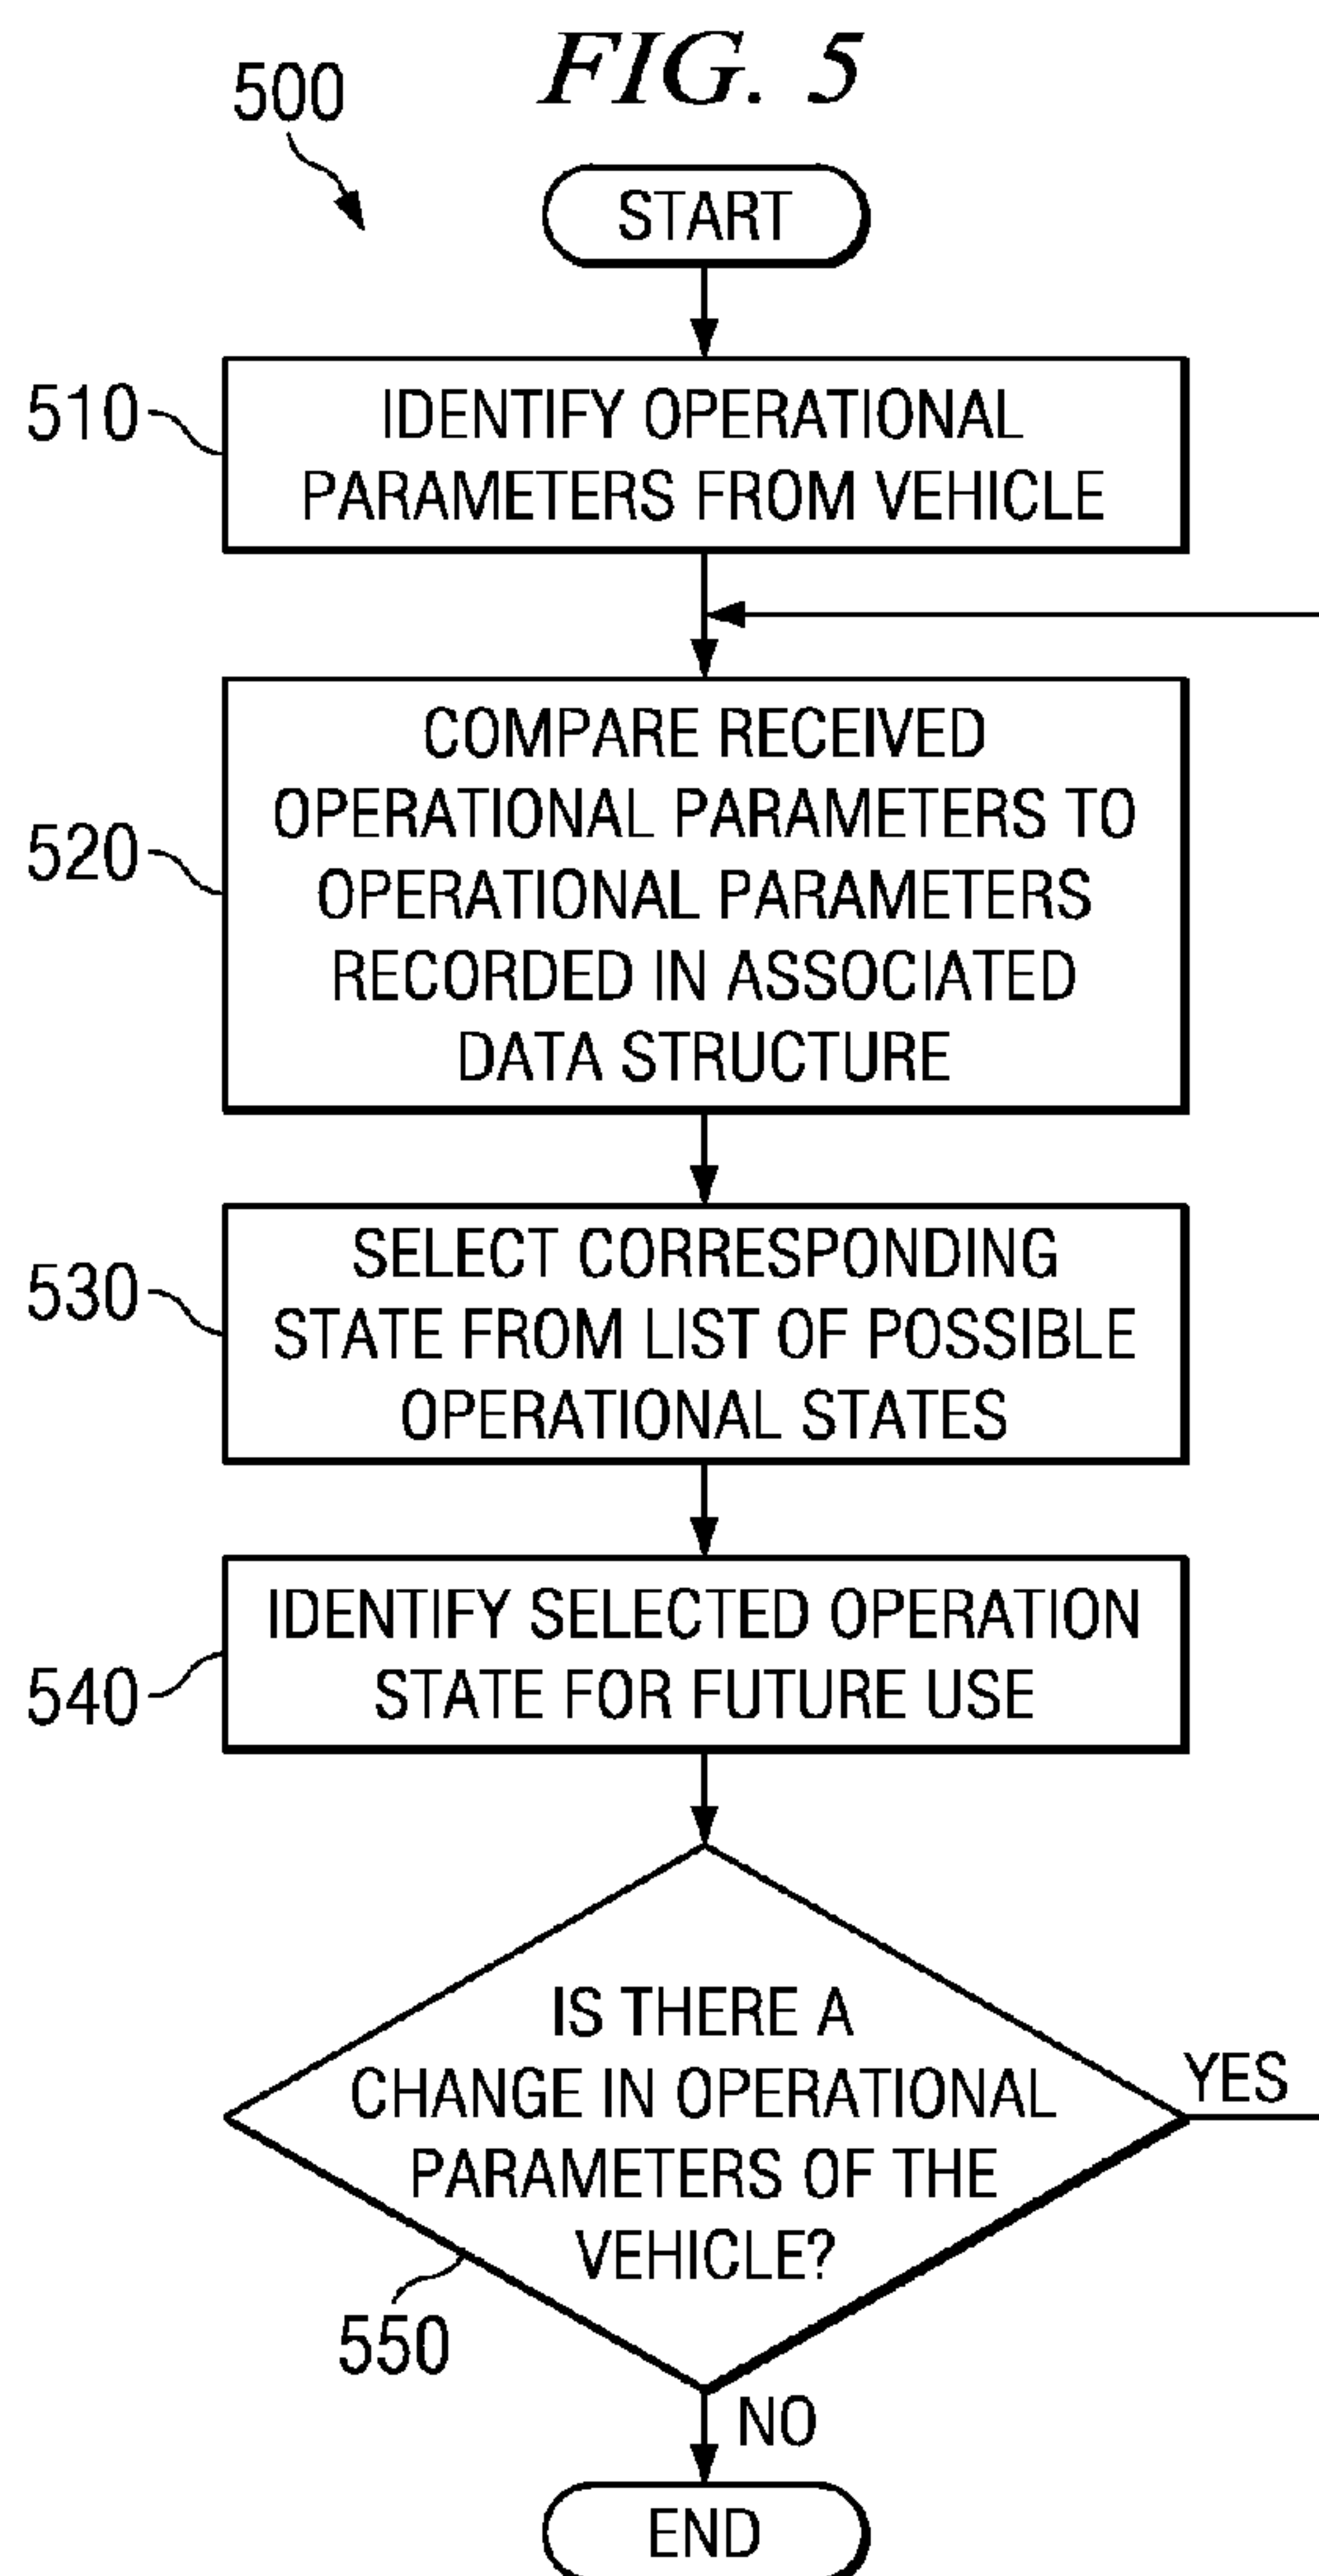 FIG. 5
500
START
510
IDENTIFY OPERATIONAL
PARAMETERS FROM VEHICLE
520
COMPARE RECEIVED
OPERATIONAL PARAMETERS TO
OPERATIONAL PARAMETERS
RECORDED IN ASSOCIATED
DATA STRUCTURE
530
SELECT CORRESPONDING
STATE FROM LIST OF POSSIBLE
OPERATIONAL STATES
540
IDENTIFY SELECTED OPERATION
STATE FOR FUTURE USE
IS THERE A
CHANGE IN OPERATIONAL
PARAMETERS OF THE
VEHICLE?
YES
550
NO
END